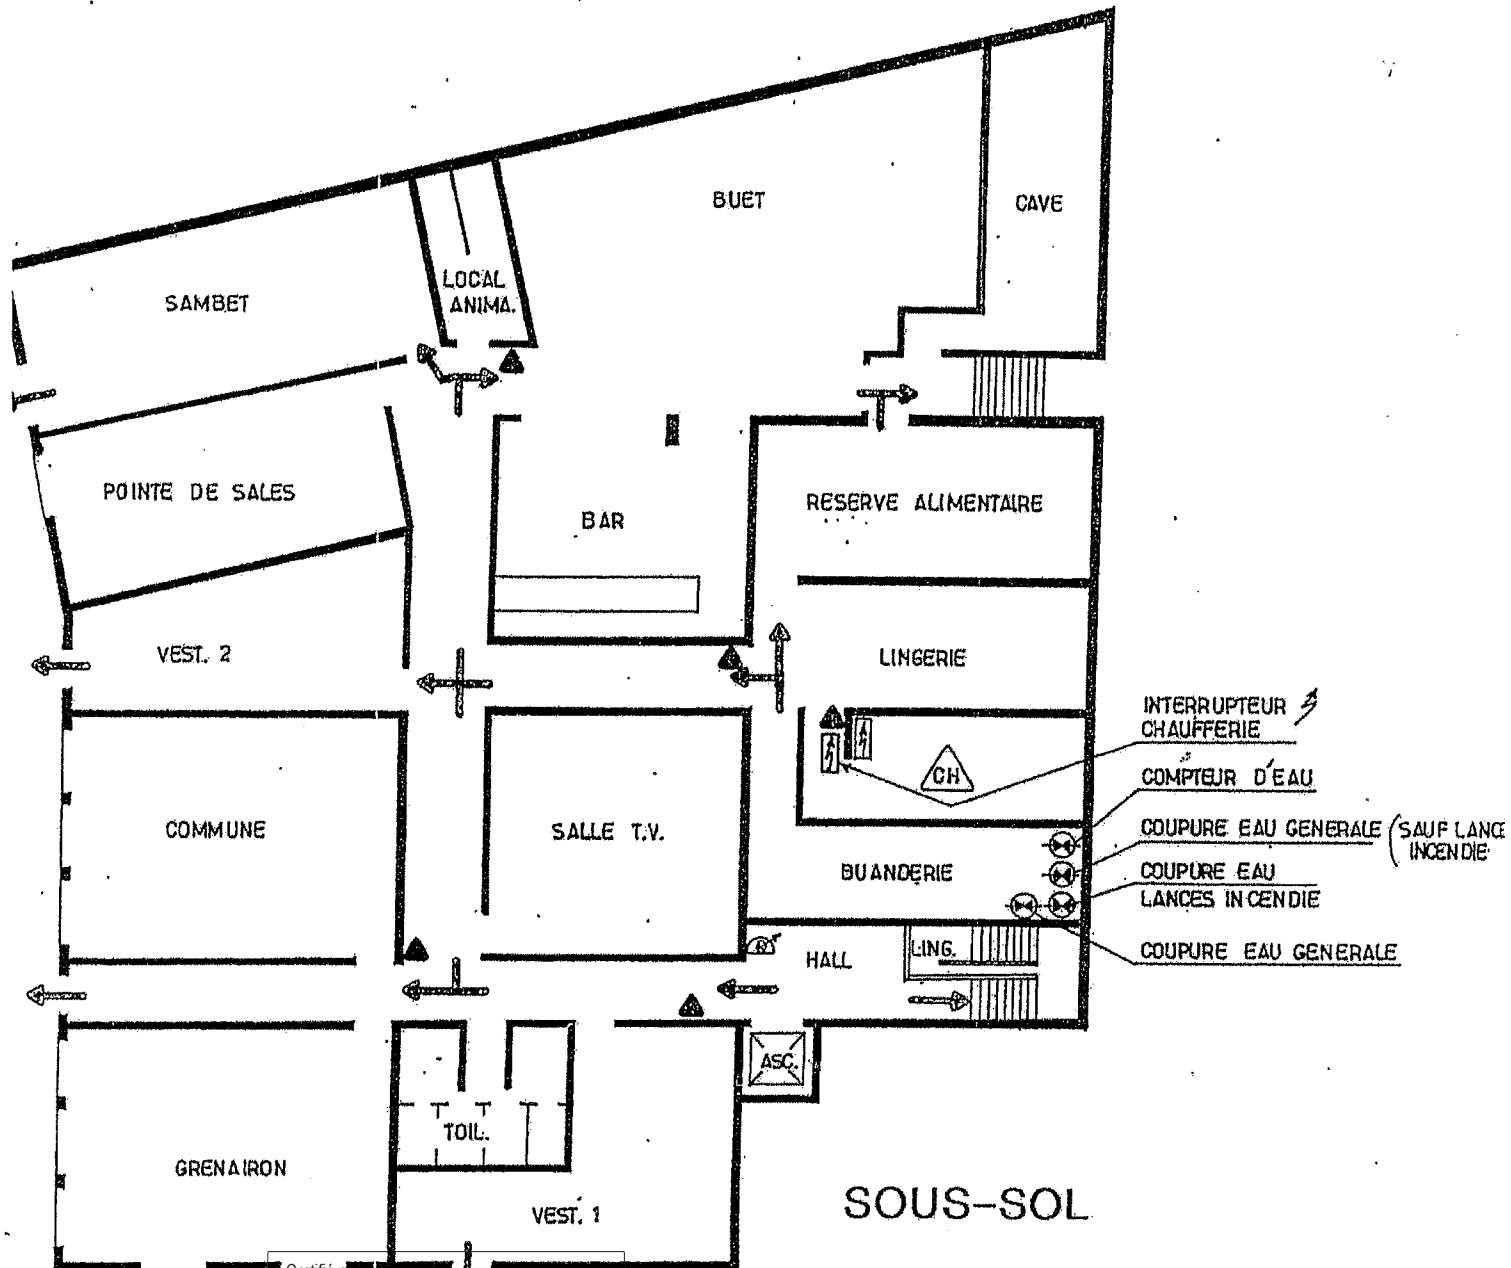 BUET
CAVE
LOCAL
ANIMA.
SAMBET
POINTE DE SALES
BAR
RESERVE ALIMENTAIRE
VEST. 2
LINGERIE
INTERRUPTEUR
CHAUFFERIE
CH
COMPTEUR D'EAU
COMMUNE
SALLE T.V.
COUPURE EAU GENERALE (SAUF LANCE
INCENDIE
BUANDERIE
COUPURE EAU
LANCES INCENDIE
HALL
LING.
COUPURE EAU GENERALE
ASC.
TOIL.
GRENAIRON
VEST. 1
SOUS-SOL